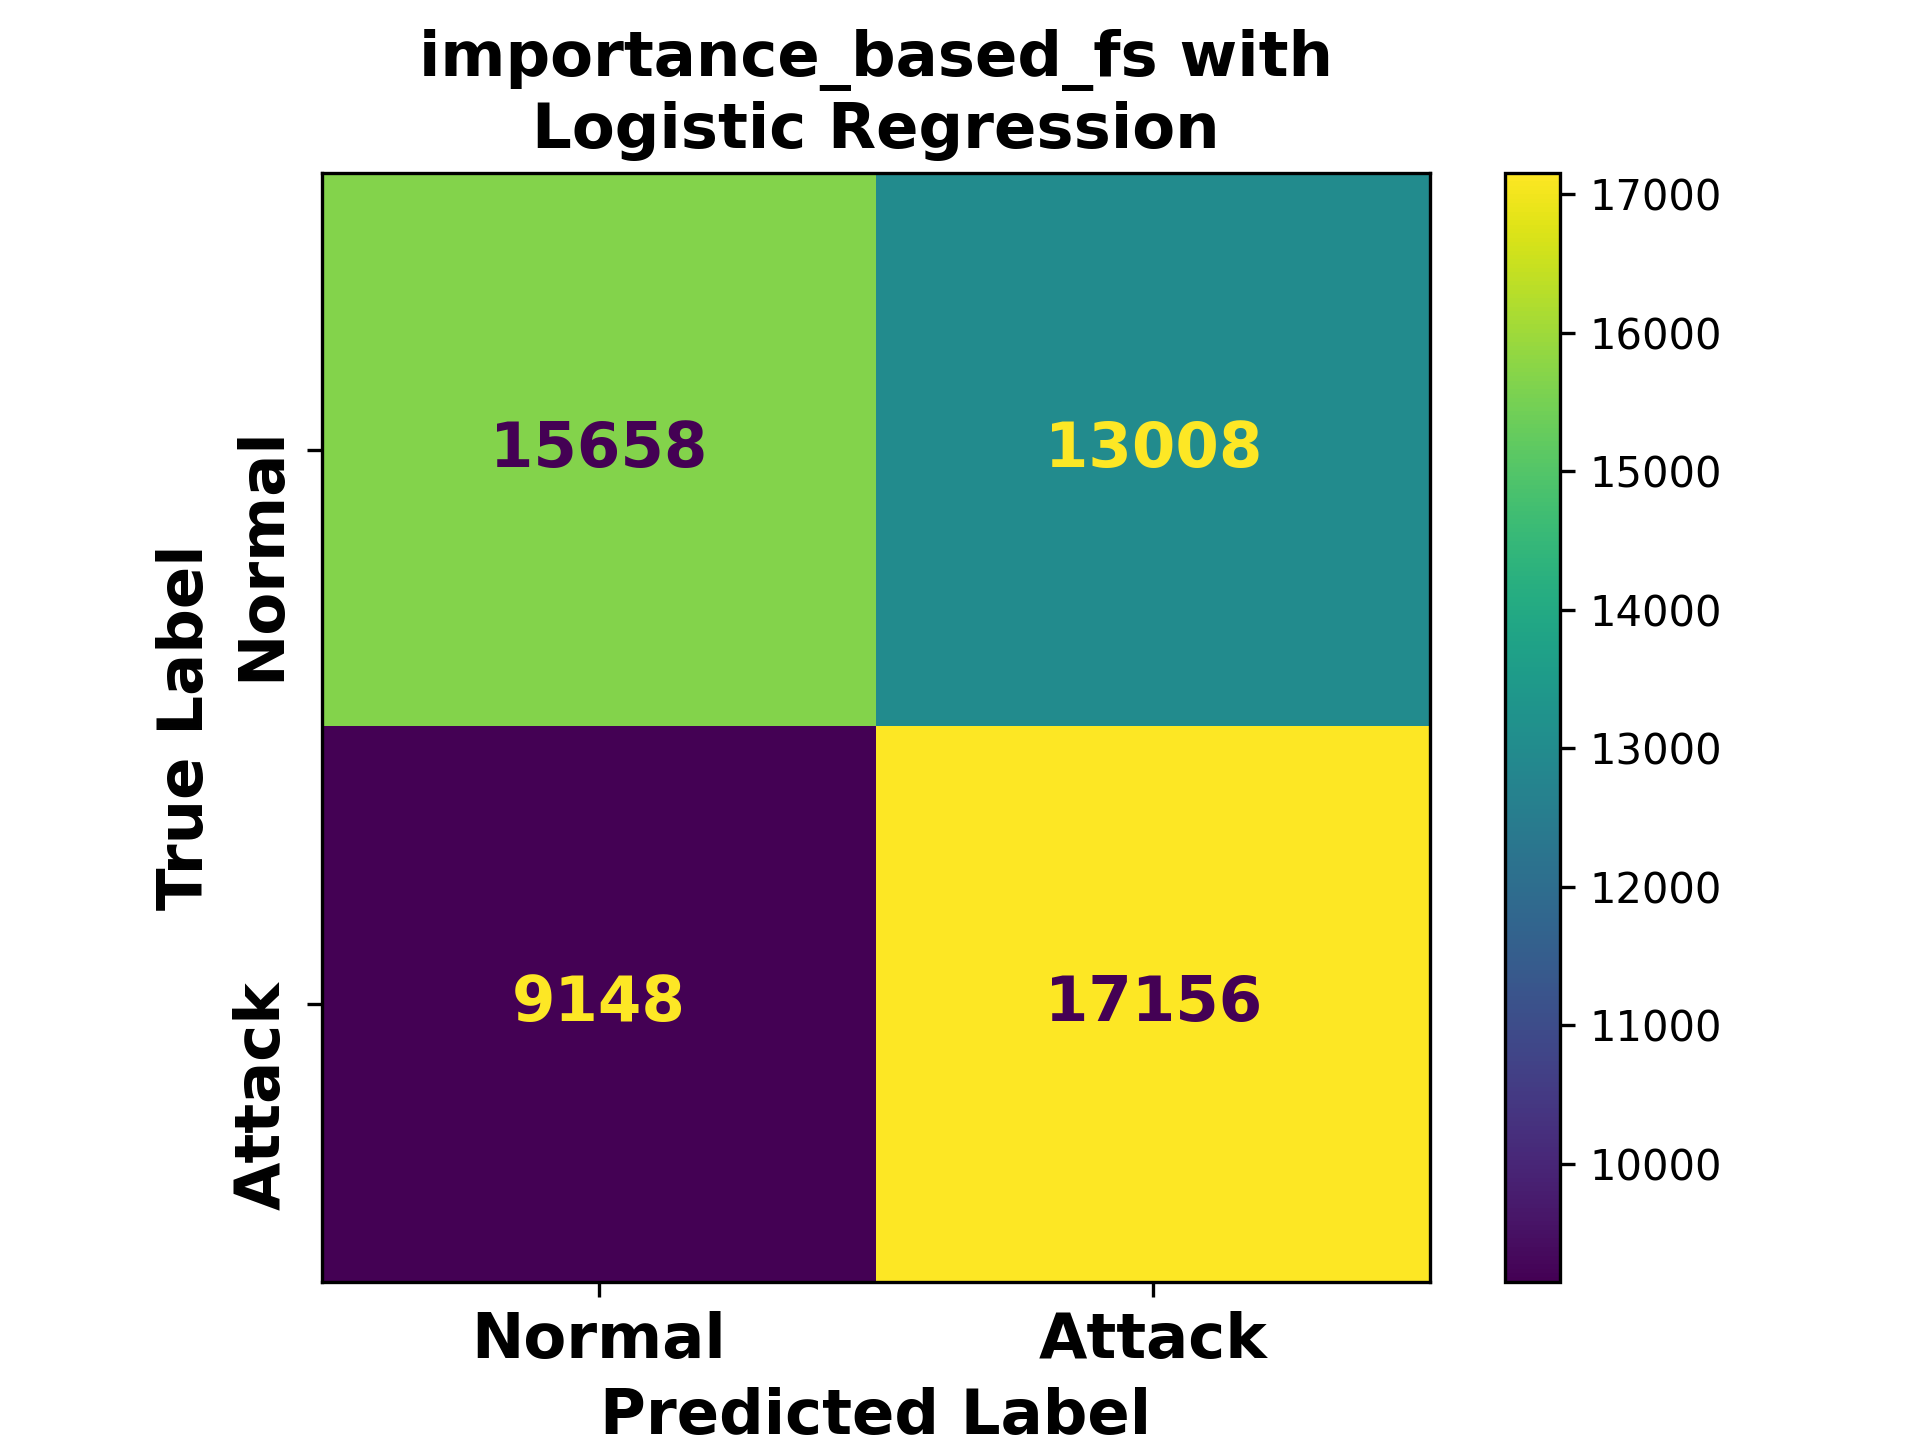 importance_based_fs with
Logistic Regression
True Label
Normal
Attack
15658
13008
9148
17156
Normal
Attack
Predicted Label
17000
16000
15000
14000
13000
12000
11000
10000